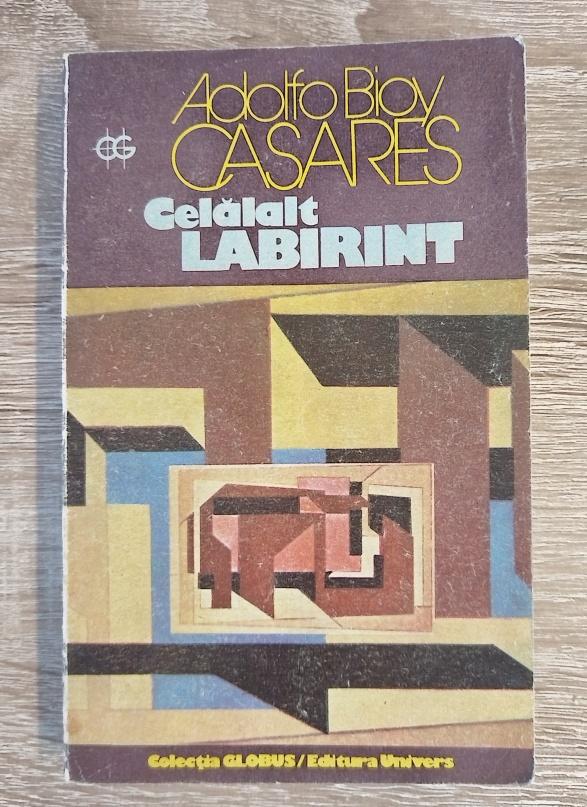 Adolfo Bioy
CASARES
CG
Celălalt
LABIRINT
Colecția GLOBUS/Editura Univers